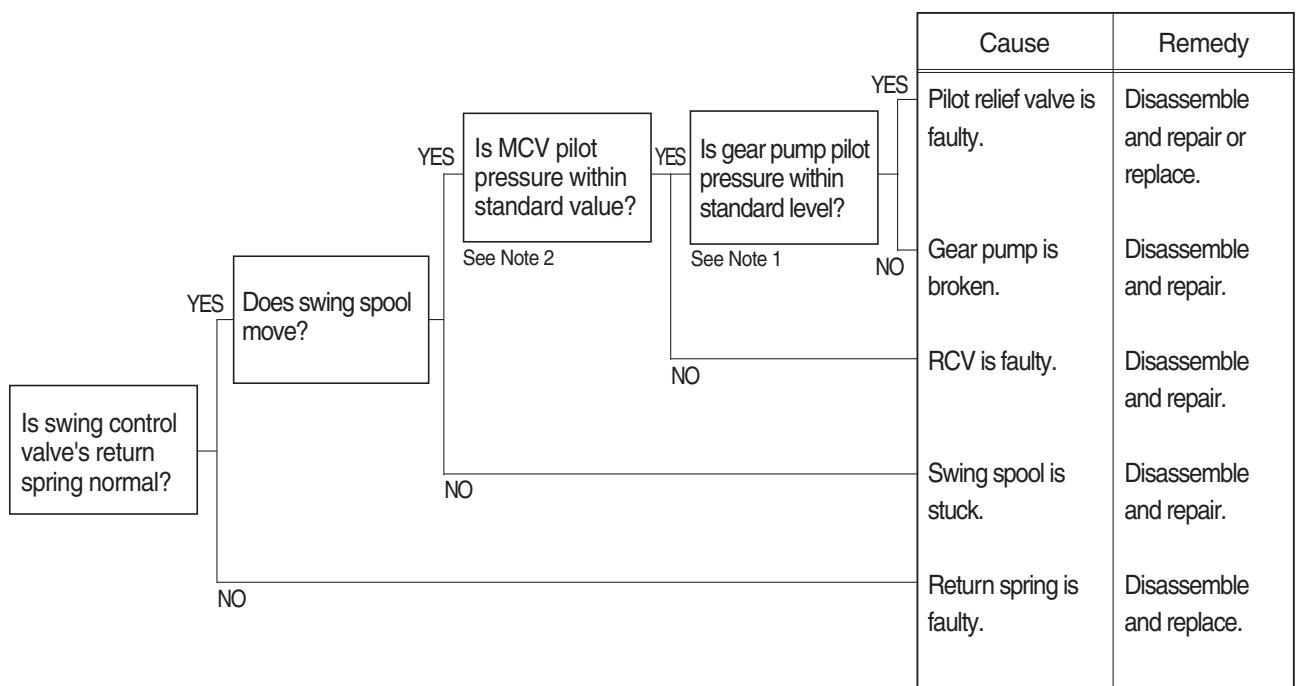 Cause
Remedy
YES
Pilot relief valve is
faulty.
Disassemble
and repair or
replace.
YES
Is MCV pilot
pressure within
standard value?
See Note 2
YES
Is gear pump pilot
pressure within
standard level?
See Note 1
NO
Gear pump is
broken.
Disassemble
and repair.
YES
Does swing spool
move?
NO
RCV is faulty.
Disassemble
and repair.
Is swing control
valve's return
spring normal?
NO
Swing spool is
stuck.
Disassemble
and repair.
NO
Return spring is
faulty.
Disassemble
and replace.